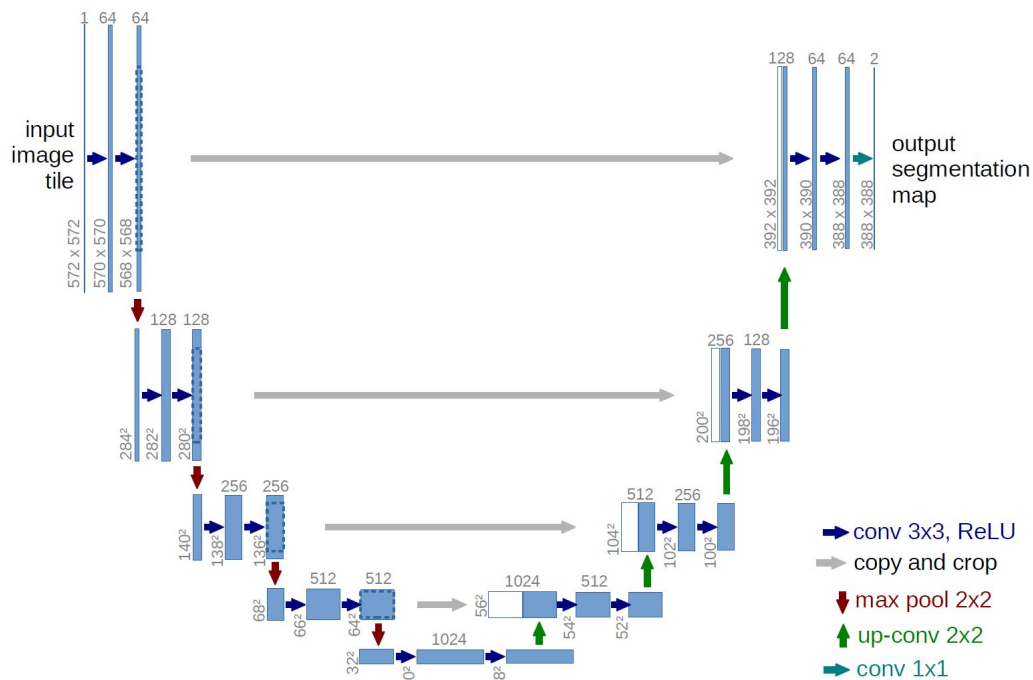 1 64 64
input
image
tile
572 x 572
570 x 570
568 x 568
128 64 64 2
392 x 392
390 x 390
388 x 388
388 x 388
output
segmentation
map
128 128
284²
282²
280²
256 128
200²
198²
196²
256 256
140²
138²
136²
512 256
104²
102²
100²
512 512
68²
66²
64²
1024 512
56²
54²
52²
1024
32²
0²
8²
conv 3x3, ReLU
copy and crop
max pool 2x2
up-conv 2x2
conv 1x1